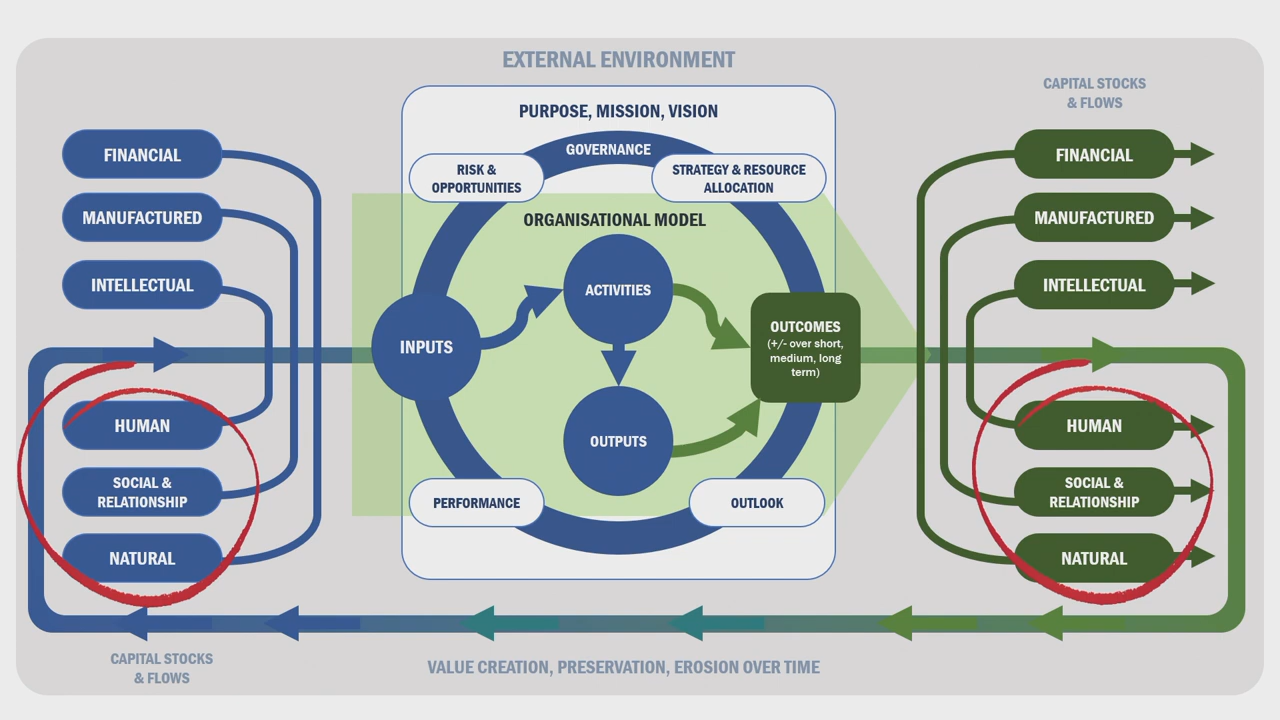 EXTERNAL ENVIRONMENT
CAPITAL STOCKS
& FLOWS
PURPOSE, MISSION, VISION
GOVERNANCE
RISK &
OPPORTUNITIES
STRATEGY & RESOURCE
ALLOCATION
FINANCIAL
MANUFACTURED
INTELLECTUAL
HUMAN
SOCIAL &
RELATIONSHIP
NATURAL
ORGANISATIONAL MODEL
INPUTS
ACTIVITIES
OUTPUTS
OUTCOMES
(+/- over short,
medium, long
term)
PERFORMANCE
OUTLOOK
FINANCIAL
MANUFACTURED
INTELLECTUAL
HUMAN
SOCIAL &
RELATIONSHIP
NATURAL
CAPITAL STOCKS
& FLOWS
VALUE CREATION, PRESERVATION, EROSION OVER TIME